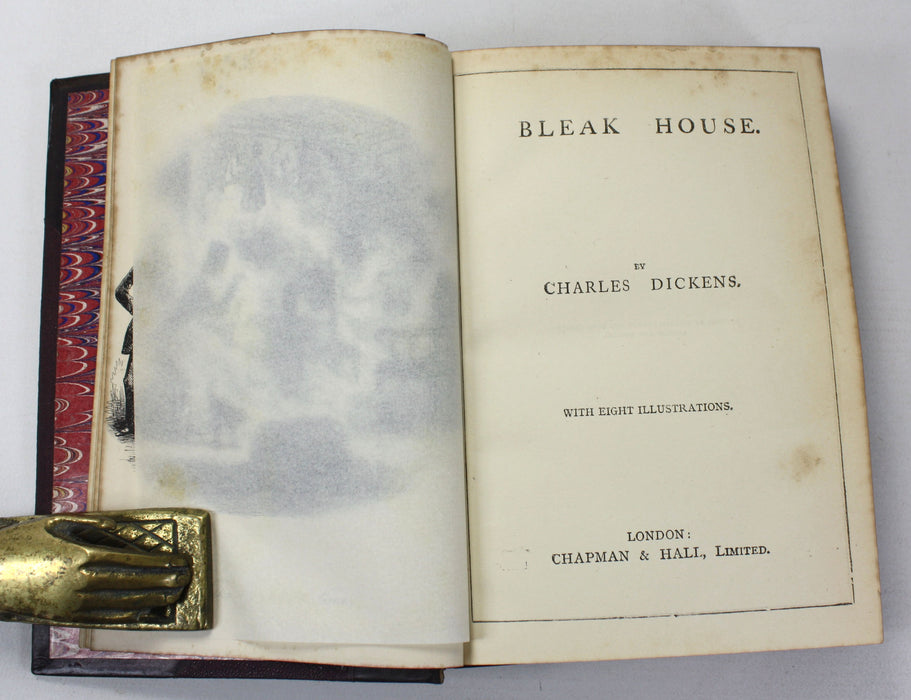 BLEAK HOUSE.
BY
CHARLES DICKENS.
WITH EIGHT ILLUSTRATIONS.
LONDON:
CHAPMAN & HALL, LIMITED.